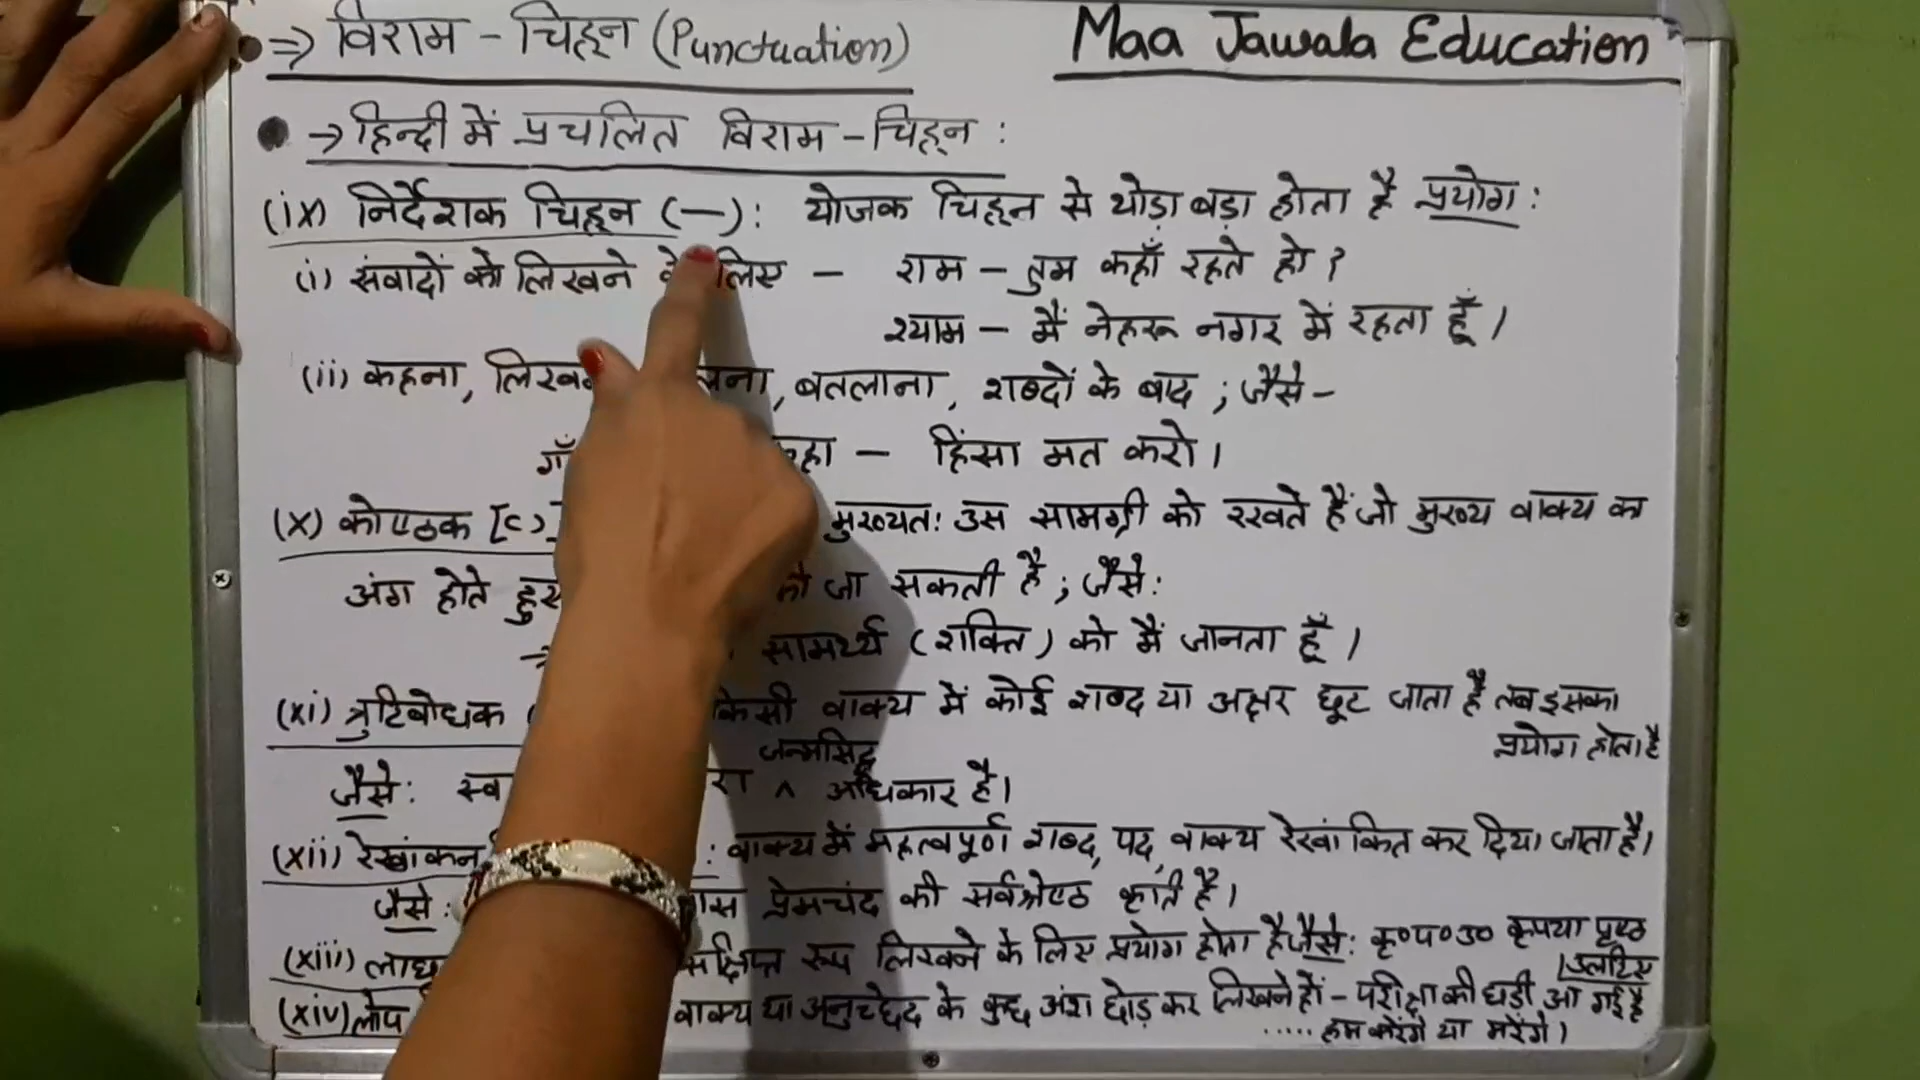 ⇒ विराम - चिह्न (Punctuation)
Maa Jawala Education
→ हिन्दी में प्रचलित विराम - चिह्न :
(ix) निर्देशक चिह्न (—) : योजक चिह्न से थोड़ा बड़ा होता है प्रयोग :
(i) संवादों को लिखने के लिए - राम - तुम कहाँ रहते हो ?
श्याम - मैं नेहरू नगर में रहता हूँ ।
(ii) कहना, बतलाना, शब्दों के बाद ; जैसे -
- हिंसा मत करो ।
(x) कोष्ठक मुख्यतः उस सामग्री को रखते हैं जो मुख्य वाक्य का
अंग होते जा सकती है ; जैसे :
सामर्थ्य (शक्ति) को मैं जानता हूँ ।
(xi) त्रुटिबोधक किसी वाक्य में कोई शब्द या अक्षर छूट जाता है तब इसका
प्रयोग होता है
जन्मसिद्ध
जैसे : ^ अधिकार है ।
(xii) रेखांकन : वाक्य में महत्वपूर्ण शब्द, पद, वाक्य रेखांकित कर दिया जाता है ।
जैसे : प्रेमचंद की सर्वश्रेष्ठ कृति है ।
(xiii) रूप लिखने के लिए प्रयोग होता है जैसे : कृ०प०उ० कृपया पृष्ठ
उलटिए
(xiv) लोप वाक्य या अनुच्छेद के कुछ अंश छोड़ कर लिखने हों - परीक्षा की घड़ी आ गई है
..... हम करेंगे या मरेंगे ।